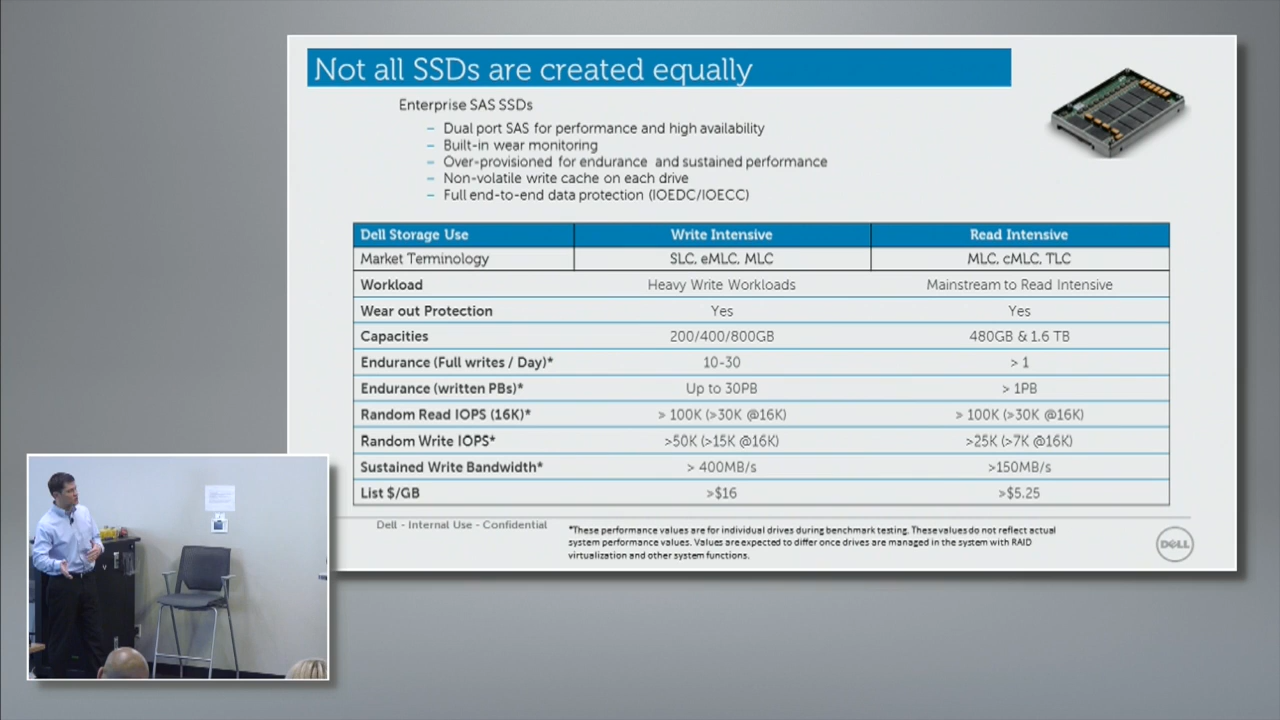 Not all SSDs are created equally
Enterprise SAS SSDs
– Dual port SAS for performance and high availability
– Built-in wear monitoring
– Over-provisioned for endurance and sustained performance
– Non-volatile write cache on each drive
– Full end-to-end data protection (IOEDC/IOECC)
Dell Storage Use Write Intensive Read Intensive
Market Terminology SLC, eMLC, MLC MLC, cMLC, TLC
Workload Heavy Write Workloads Mainstream to Read Intensive
Wear out Protection Yes Yes
Capacities 200/400/800GB 480GB & 1.6 TB
Endurance (Full writes / Day)* 10-30 > 1
Endurance (written PBs)* Up to 30PB > 1PB
Random Read IOPS (16K)* > 100K (>30K @16K) > 100K (>30K @16K)
Random Write IOPS* >50K (>15K @16K) >25K (>7K @16K)
Sustained Write Bandwidth* > 400MB/s >150MB/s
List $/GB >$16 >$5.25
Dell - Internal Use - Confidential
*These performance values are for individual drives during benchmark testing. These values do not reflect actual
system performance values. Values are expected to differ once drives are managed in the system with RAID
virtualization and other system functions.
DELL